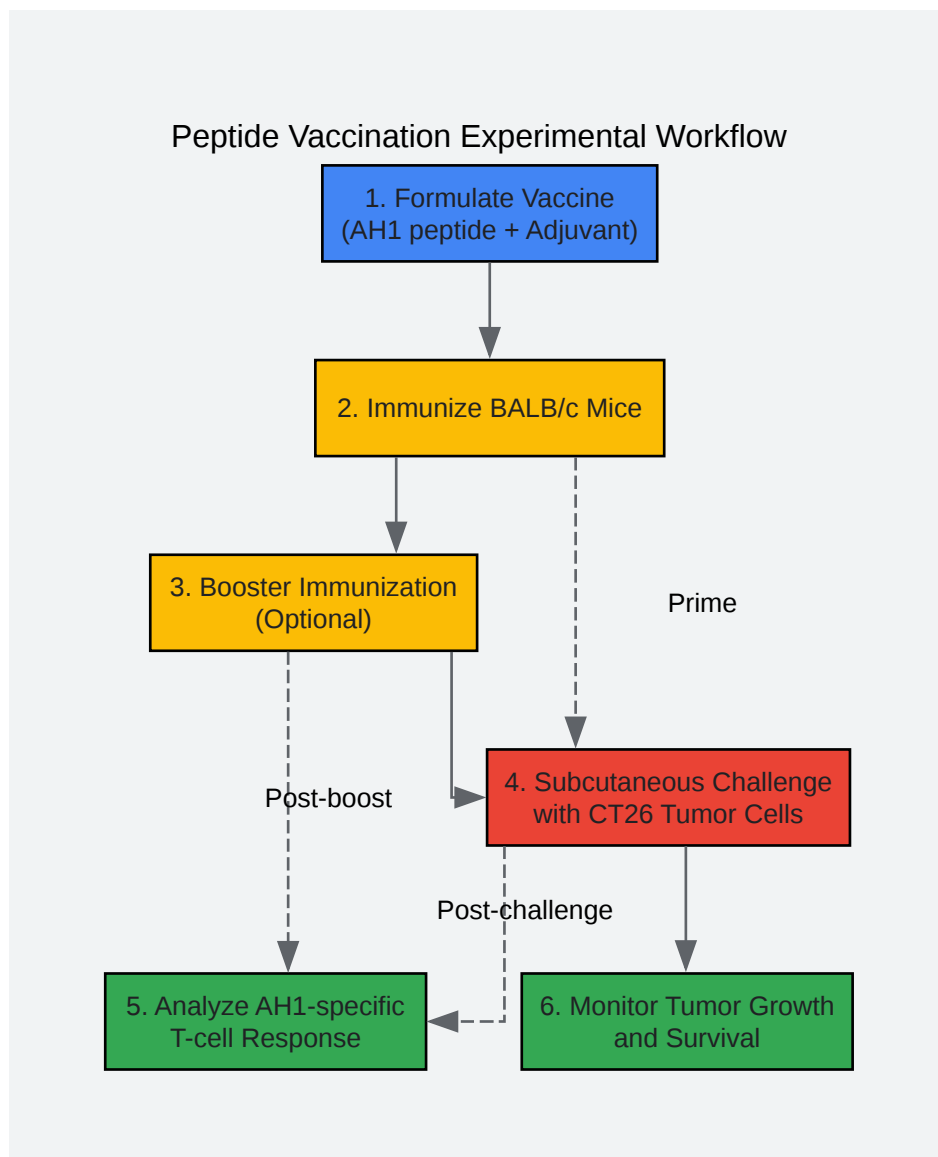 Peptide Vaccination Experimental Workflow
1. Formulate Vaccine
(AH1 peptide + Adjuvant)
2. Immunize BALB/c Mice
3. Booster Immunization
(Optional)
Prime
4. Subcutaneous Challenge
with CT26 Tumor Cells
Post-boost
Post-challenge
5. Analyze AH1-specific
T-cell Response
6. Monitor Tumor Growth
and Survival